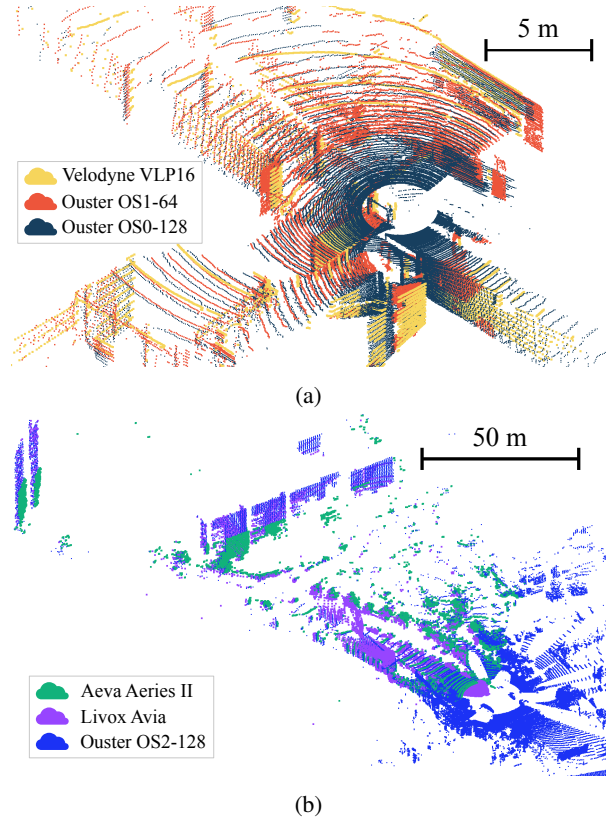 5 m
Velodyne VLP16
Ouster OS1-64
Ouster OS0-128
(a)
50 m
Aeva Aeries II
Livox Avia
Ouster OS2-128
(b)